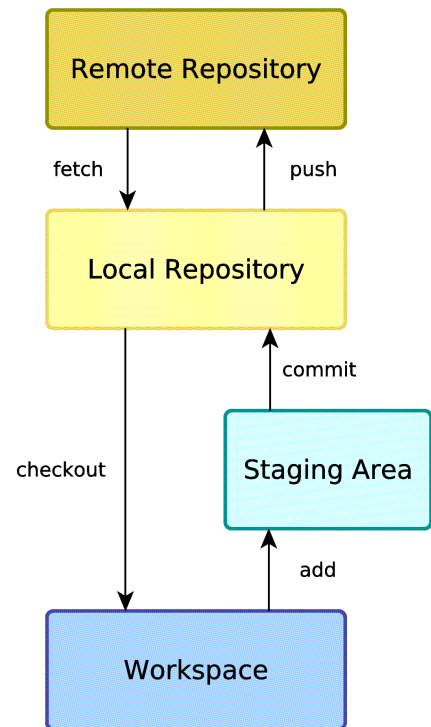 Remote Repository
fetch
push
Local Repository
commit
checkout
Staging Area
add
Workspace